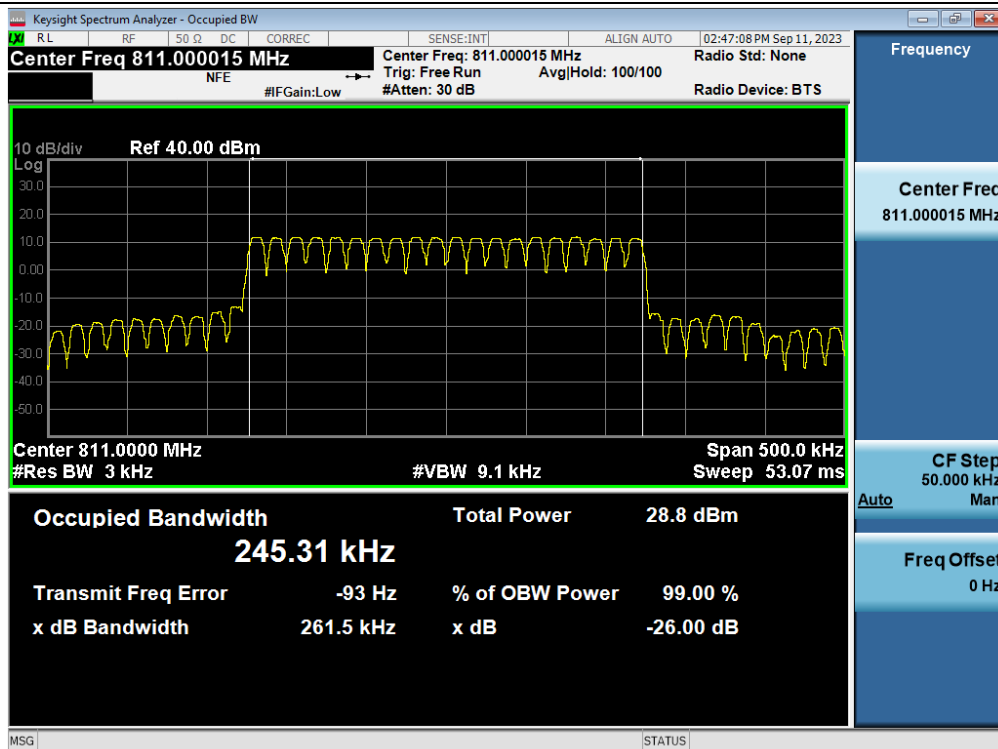 Keysight Spectrum Analyzer - Occupied BW
LXI RL RF 50 Ω DC CORREC SENSE:INT ALIGN AUTO 02:47:08 PM Sep 11, 2023
Center Freq 811.000015 MHz
NFE
#IFGain:Low
Center Freq: 811.000015 MHz
Trig: Free Run Avg|Hold: 100/100
#Atten: 30 dB
Radio Std: None
Radio Device: BTS
10 dB/div Ref 40.00 dBm
Log
30.0
20.0
10.0
0.00
-10.0
-20.0
-30.0
-40.0
-50.0
Center 811.0000 MHz Span 500.0 kHz
#Res BW 3 kHz #VBW 9.1 kHz Sweep 53.07 ms
Occupied Bandwidth Total Power 28.8 dBm
245.31 kHz
Transmit Freq Error -93 Hz % of OBW Power 99.00 %
x dB Bandwidth 261.5 kHz x dB -26.00 dB
Frequency
Center Freq
811.000015 MHz
CF Step
50.000 kHz
Auto Man
Freq Offset
0 Hz
MSG STATUS